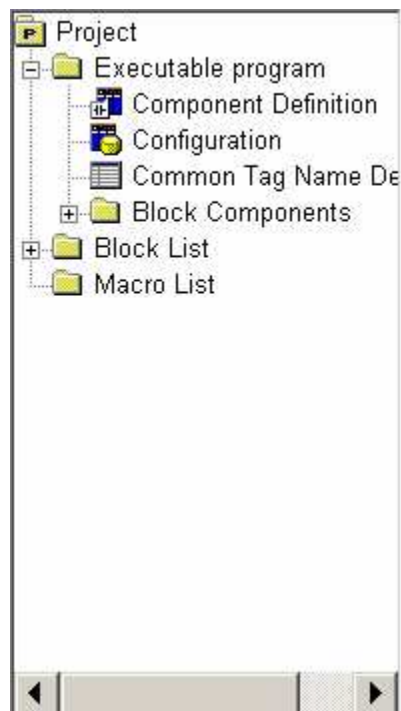 Project
Executable program
Component Definition
Configuration
Common Tag Name De
Block Components
Block List
Macro List